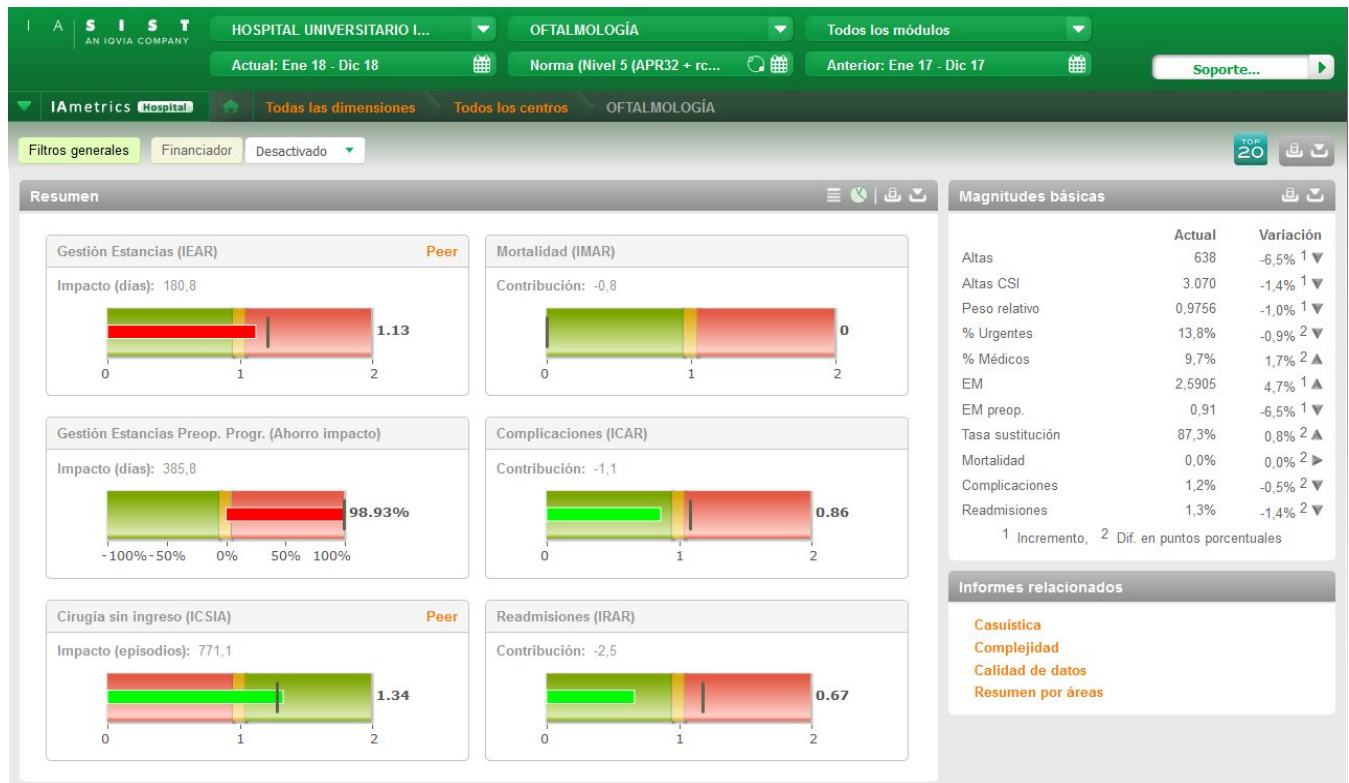 I A S I S T
AN IQVIA COMPANY
HOSPITAL UNIVERSITARIO I...
OFTALMOLOGÍA
Todos los módulos
Actual: Ene 18 - Dic 18
Norma (Nivel 5 (APR32 + rc...
Anterior: Ene 17 - Dic 17
Soporte...
IAmetrics Hospital
Todas las dimensiones
Todos los centros
OFTALMOLOGÍA
Filtros generales
Financiador
Desactivado
TOP 20
Resumen
Gestión Estancias (IEAR) Peer
Impacto (días): 180,8
1.13
0 1 2
Mortalidad (IMAR)
Contribución: -0,8
0
0 1 2
Gestión Estancias Preop. Progr. (Ahorro impacto)
Impacto (días): 385,8
98.93%
-100% -50% 0% 50% 100%
Complicaciones (ICAR)
Contribución: -1,1
0.86
0 1 2
Cirugía sin ingreso (ICSIA) Peer
Impacto (episodios): 771,1
1.34
0 1 2
Readmisiones (IRAR)
Contribución: -2,5
0.67
0 1 2
Magnitudes básicas
Actual Variación
Altas 638 -6,5% 1
Altas CSI 3.070 -1,4% 1
Peso relativo 0,9756 -1,0% 1
% Urgentes 13,8% -0,9% 2
% Médicos 9,7% 1,7% 2
EM 2,5905 4,7% 1
EM preop. 0,91 -6,5% 1
Tasa sustitución 87,3% 0,8% 2
Mortalidad 0,0% 0,0% 2
Complicaciones 1,2% -0,5% 2
Readmisiones 1,3% -1,4% 2
1 Incremento, 2 Dif. en puntos porcentuales
Informes relacionados
Casuística
Complejidad
Calidad de datos
Resumen por áreas